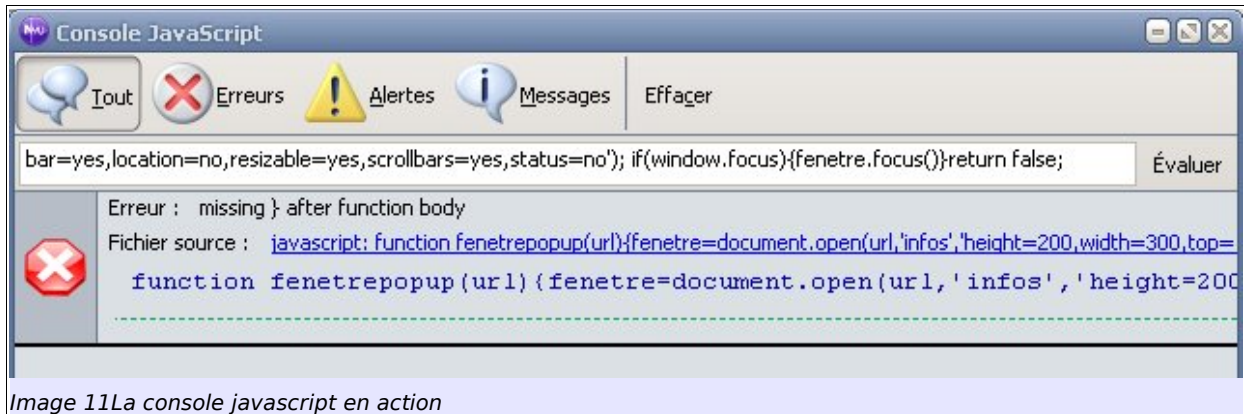 Nvu Console JavaScript
Tout Erreurs Alertes Messages Effacer
bar=yes,location=no,resizable=yes,scrollbars=yes,status=no'); if(window.focus){fenetre.focus()}return false; Évaluer
Erreur : missing } after function body
Fichier source : javascript: function fenetrepopup(url){fenetre=document.open(url,'infos','height=200,width=300,top=
function fenetrepopup(url){fenetre=document.open(url,'infos','height=200
Image 11La console javascript en action